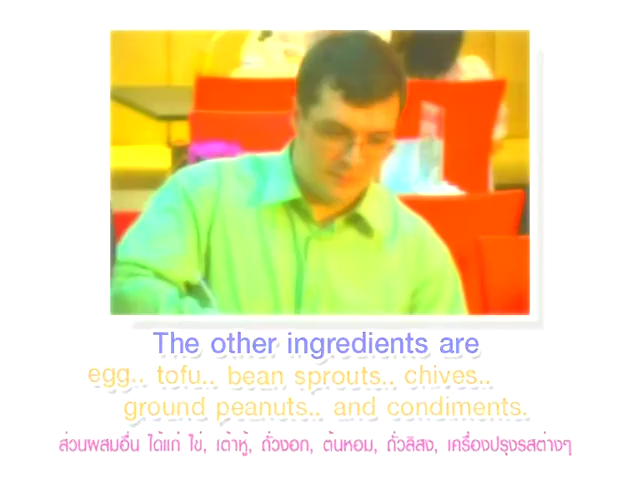 The other ingredients are
egg.. tofu.. bean sprouts.. chives..
ground peanuts.. and condiments.
ส่วนผสมอื่น ได้แก่ ไข่, เต้าหู้, ถั่วงอก, ต้นหอม, ถั่วลิสง, เครื่องปรุงรสต่างๆ